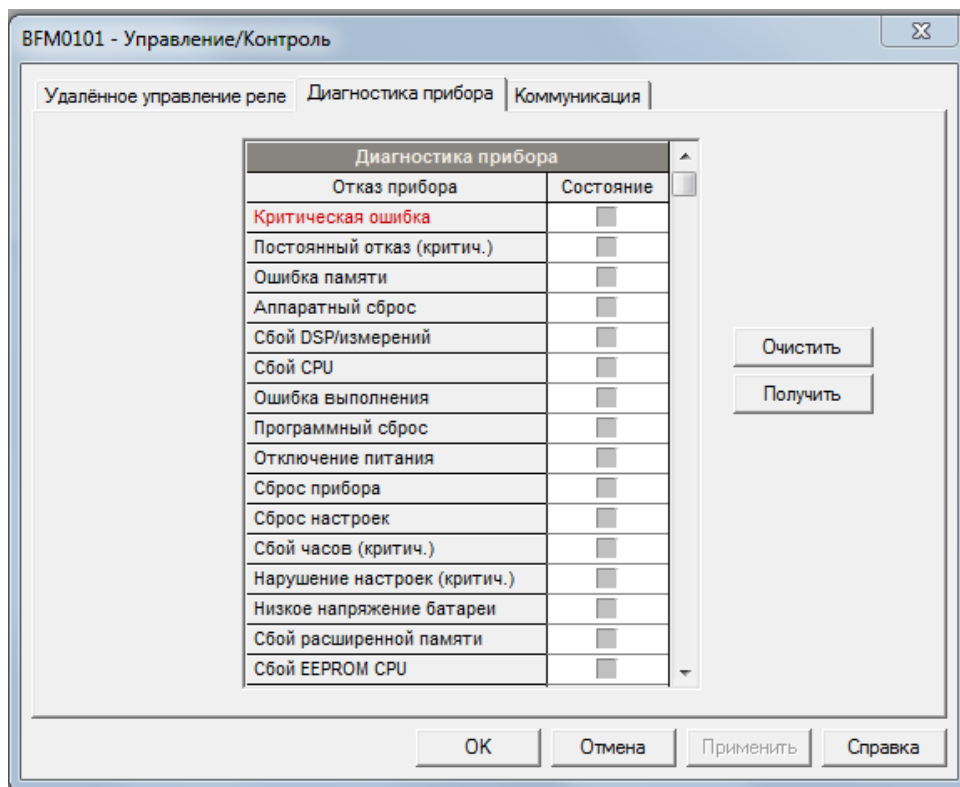 BFM0101 - Управление/Контроль
Удалённое управление реле Диагностика прибора Коммуникация
Диагностика прибора
Отказ прибора Состояние
Критическая ошибка
Постоянный отказ (критич.)
Ошибка памяти
Аппаратный сброс
Сбой DSP/измерений
Сбой CPU
Ошибка выполнения
Программный сброс
Отключение питания
Сброс прибора
Сброс настроек
Сбой часов (критич.)
Нарушение настроек (критич.)
Низкое напряжение батареи
Сбой расширенной памяти
Сбой EEPROM CPU
Очистить
Получить
OK Отмена Применить Справка